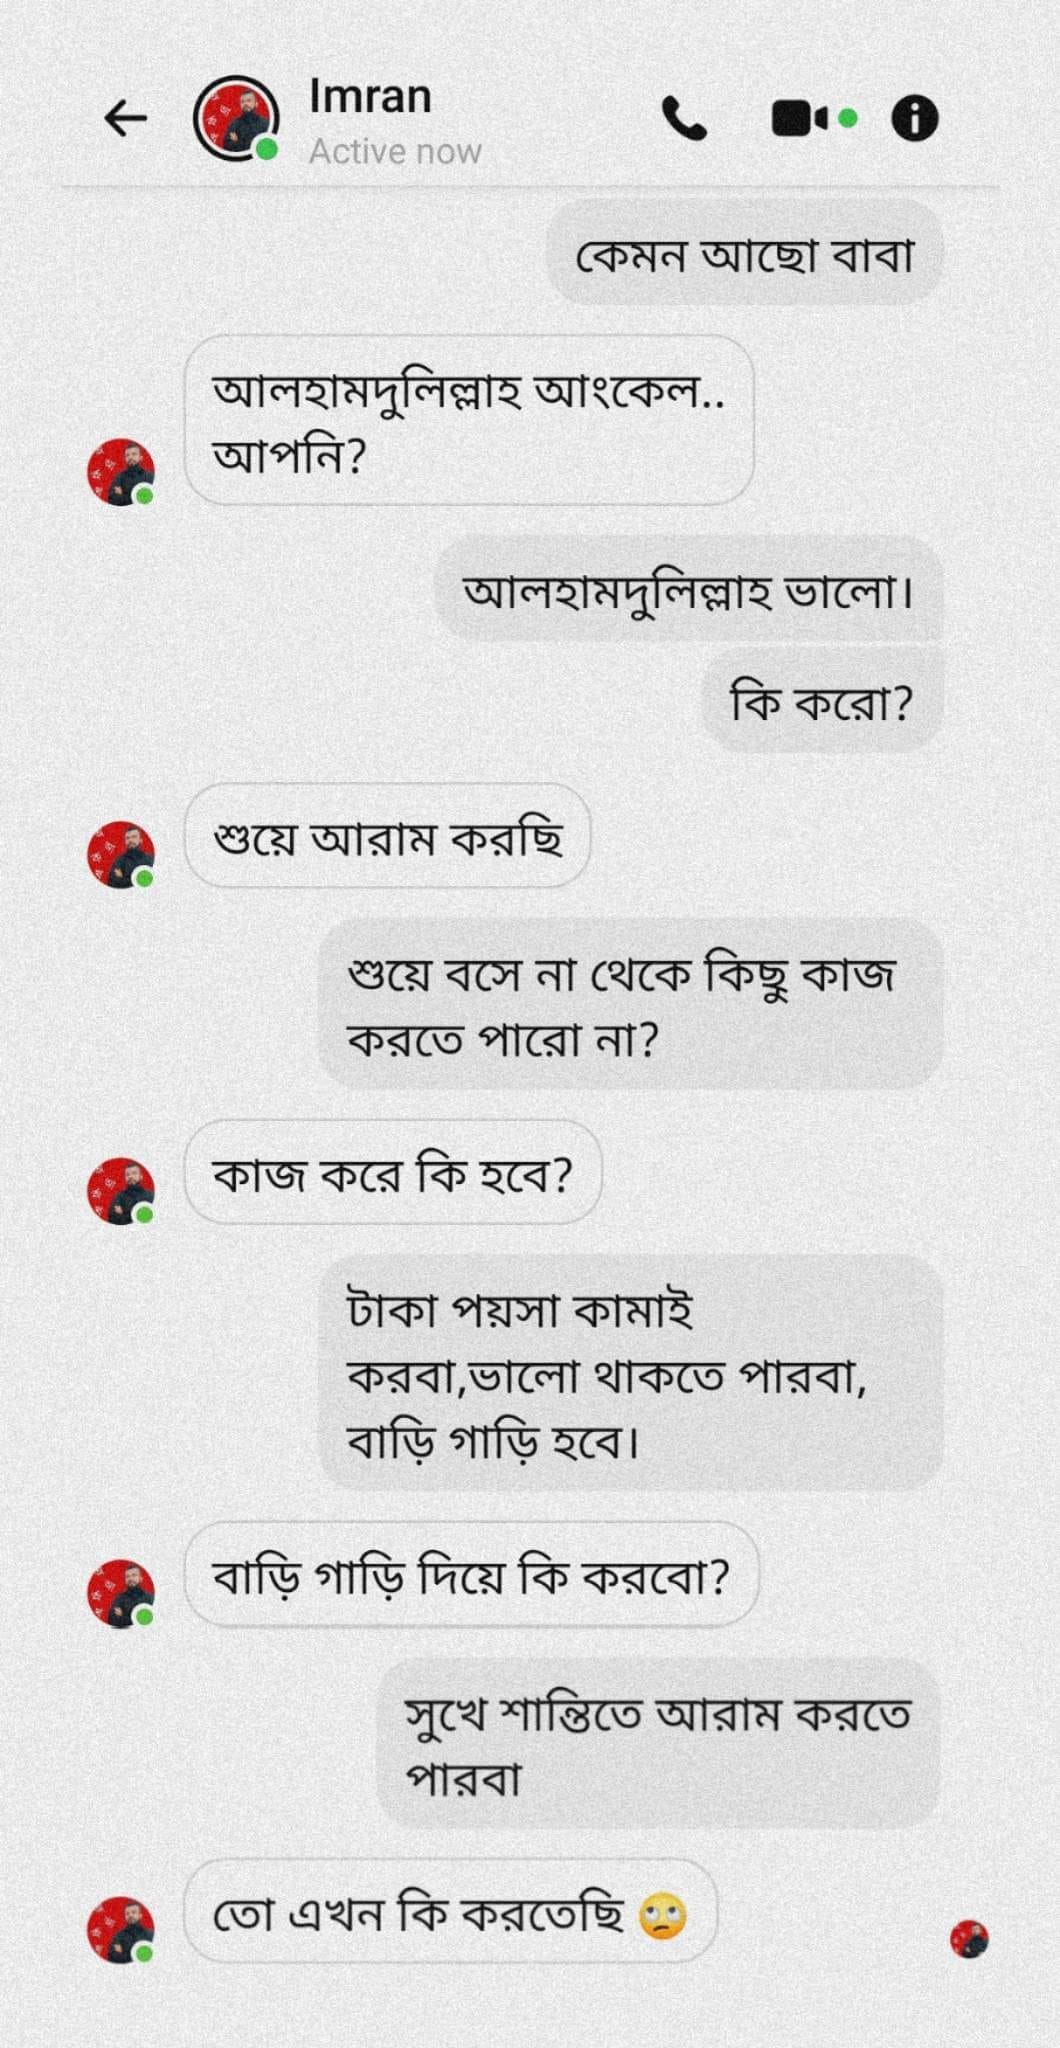 Imran
Active now
কেমন আছো বাবা
আলহামদুলিল্লাহ আংকেল..
আপনি?
আলহামদুলিল্লাহ ভালো।
কি করো?
শুয়ে আরাম করছি
শুয়ে বসে না থেকে কিছু কাজ
করতে পারো না?
কাজ করে কি হবে?
টাকা পয়সা কামাই
করবা,ভালো থাকতে পারবা,
বাড়ি গাড়ি হবে।
বাড়ি গাড়ি দিয়ে কি করবো?
সুখে শান্তিতে আরাম করতে
পারবা
তো এখন কি করতেছি 🙄